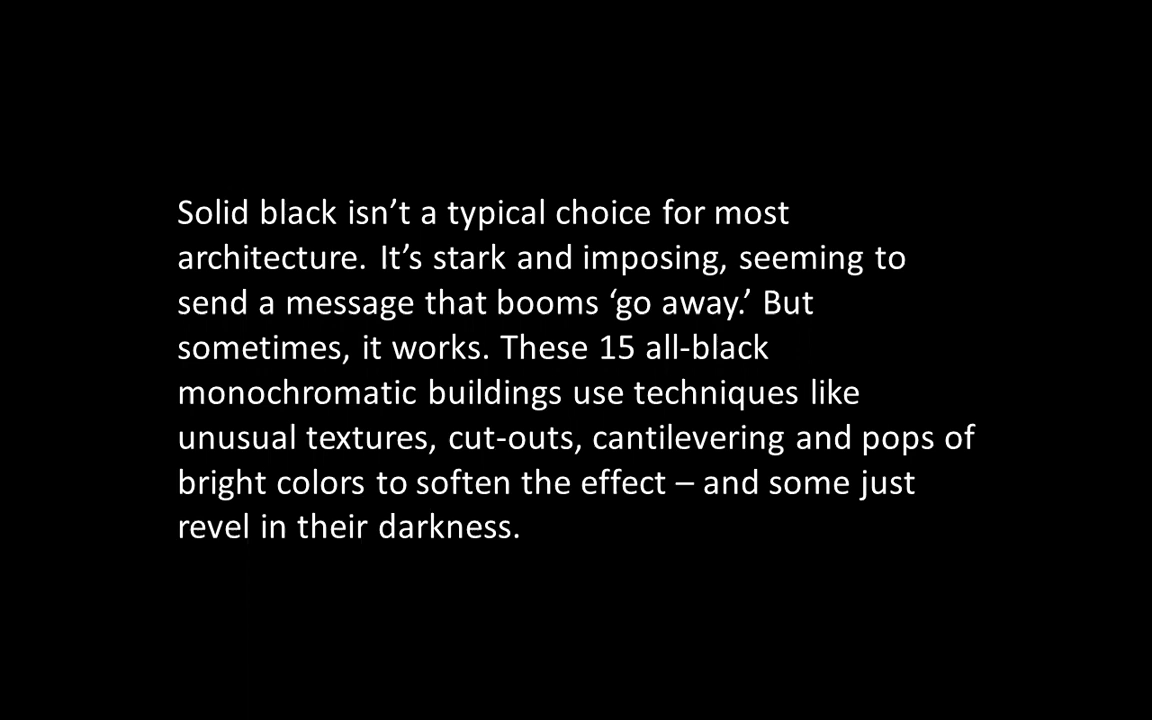 Solid black isn’t a typical choice for most
architecture. It’s stark and imposing, seeming to
send a message that booms ‘go away.’ But
sometimes, it works. These 15 all-black
monochromatic buildings use techniques like
unusual textures, cut-outs, cantilevering and pops of
bright colors to soften the effect – and some just
revel in their darkness.